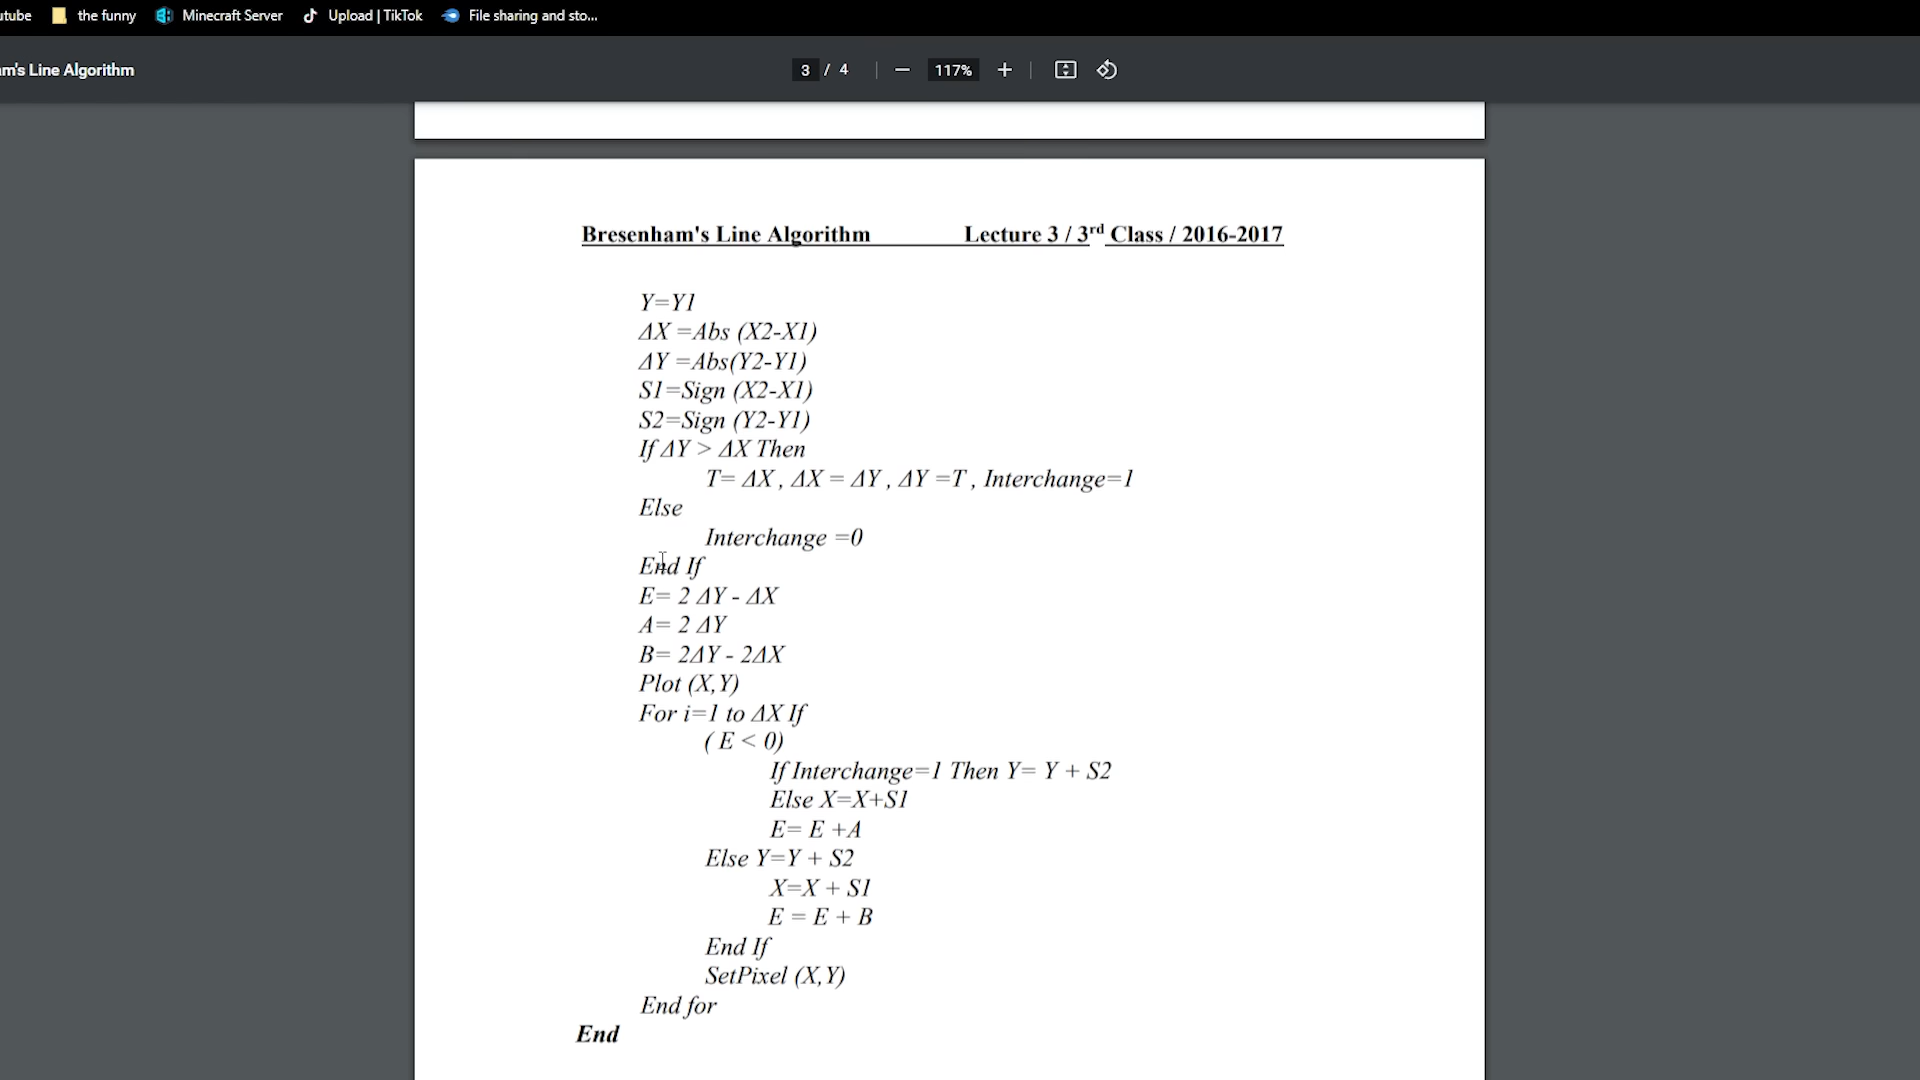 utube the funny Minecraft Server Upload | TikTok File sharing and sto...
am's Line Algorithm 3 / 4 117%
Bresenham's Line Algorithm Lecture 3 / 3rd Class / 2016-2017
Y=Y1
ΔX =Abs (X2-X1)
ΔY =Abs(Y2-Y1)
S1=Sign (X2-X1)
S2=Sign (Y2-Y1)
If ΔY > ΔX Then
T= ΔX , ΔX = ΔY , ΔY =T , Interchange=1
Else
Interchange =0
End If
E= 2 ΔY - ΔX
A= 2 ΔY
B= 2ΔY - 2ΔX
Plot (X,Y)
For i=1 to ΔX If
( E < 0)
If Interchange=1 Then Y= Y + S2
Else X=X+S1
E= E +A
Else Y=Y + S2
X=X + S1
E = E + B
End If
SetPixel (X,Y)
End for
End